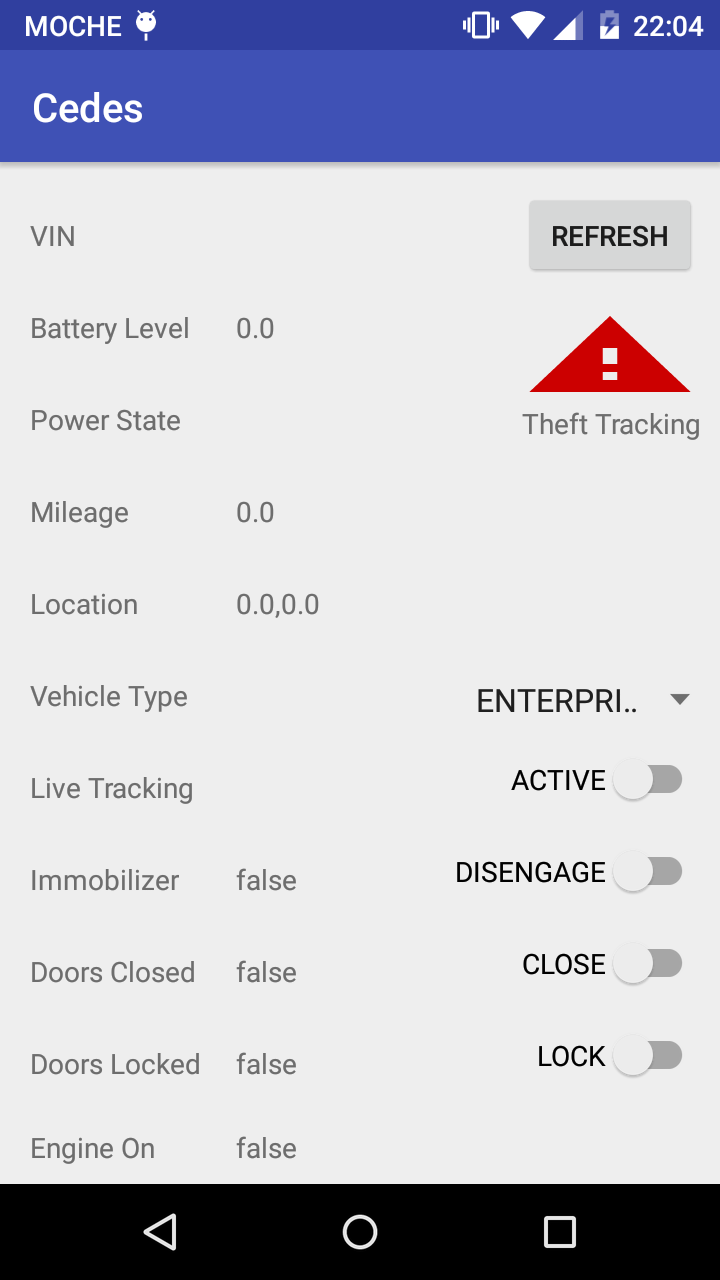 MOCHE 22:04
Cedes
VIN REFRESH
Battery Level 0.0
Power State Theft Tracking
Mileage 0.0
Location 0.0,0.0
Vehicle Type ENTERPRI..
Live Tracking ACTIVE
Immobilizer false DISENGAGE
Doors Closed false CLOSE
Doors Locked false LOCK
Engine On false